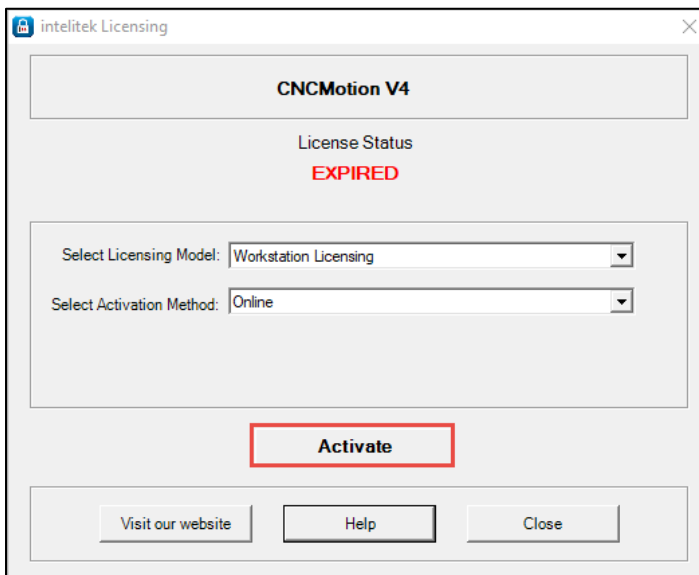 intelitek Licensing
CNCMotion V4
License Status
EXPIRED
Select Licensing Model: Workstation Licensing
Select Activation Method: Online
Activate
Visit our website Help Close